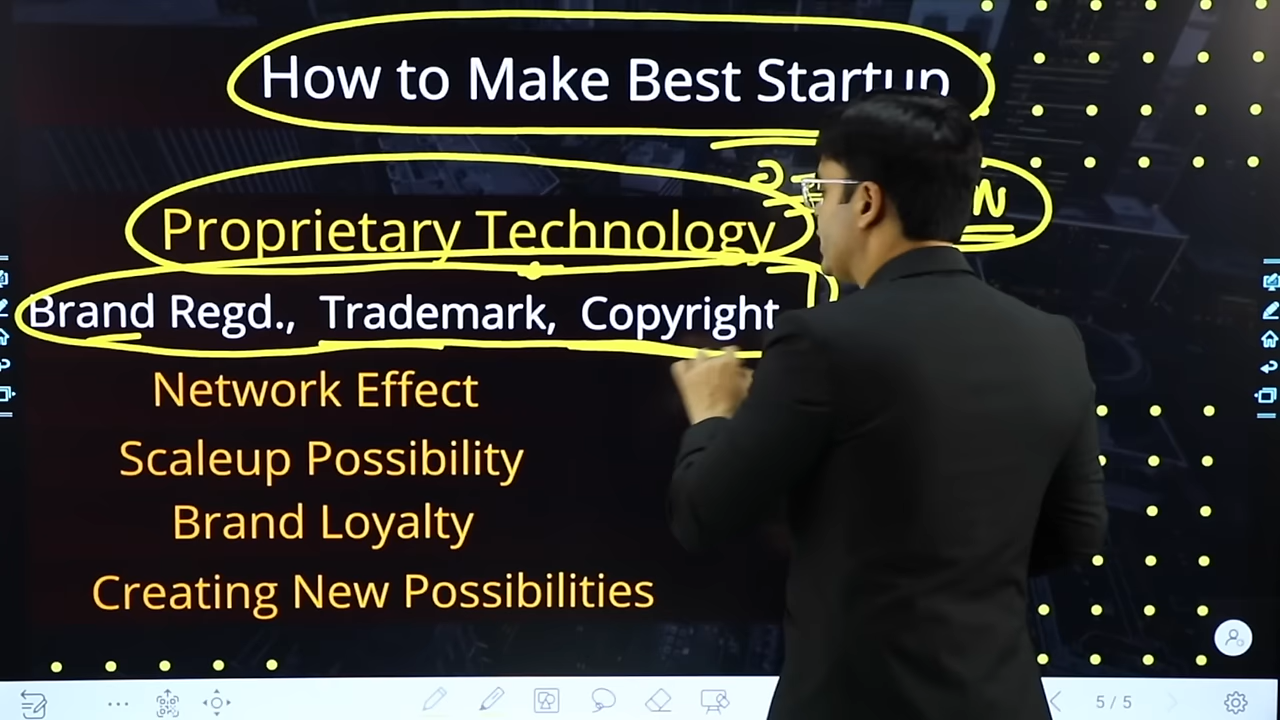 How to Make Best Startup
Proprietary Technology
Brand Regd., Trademark, Copyright
Network Effect
Scaleup Possibility
Brand Loyalty
Creating New Possibilities
5 / 5